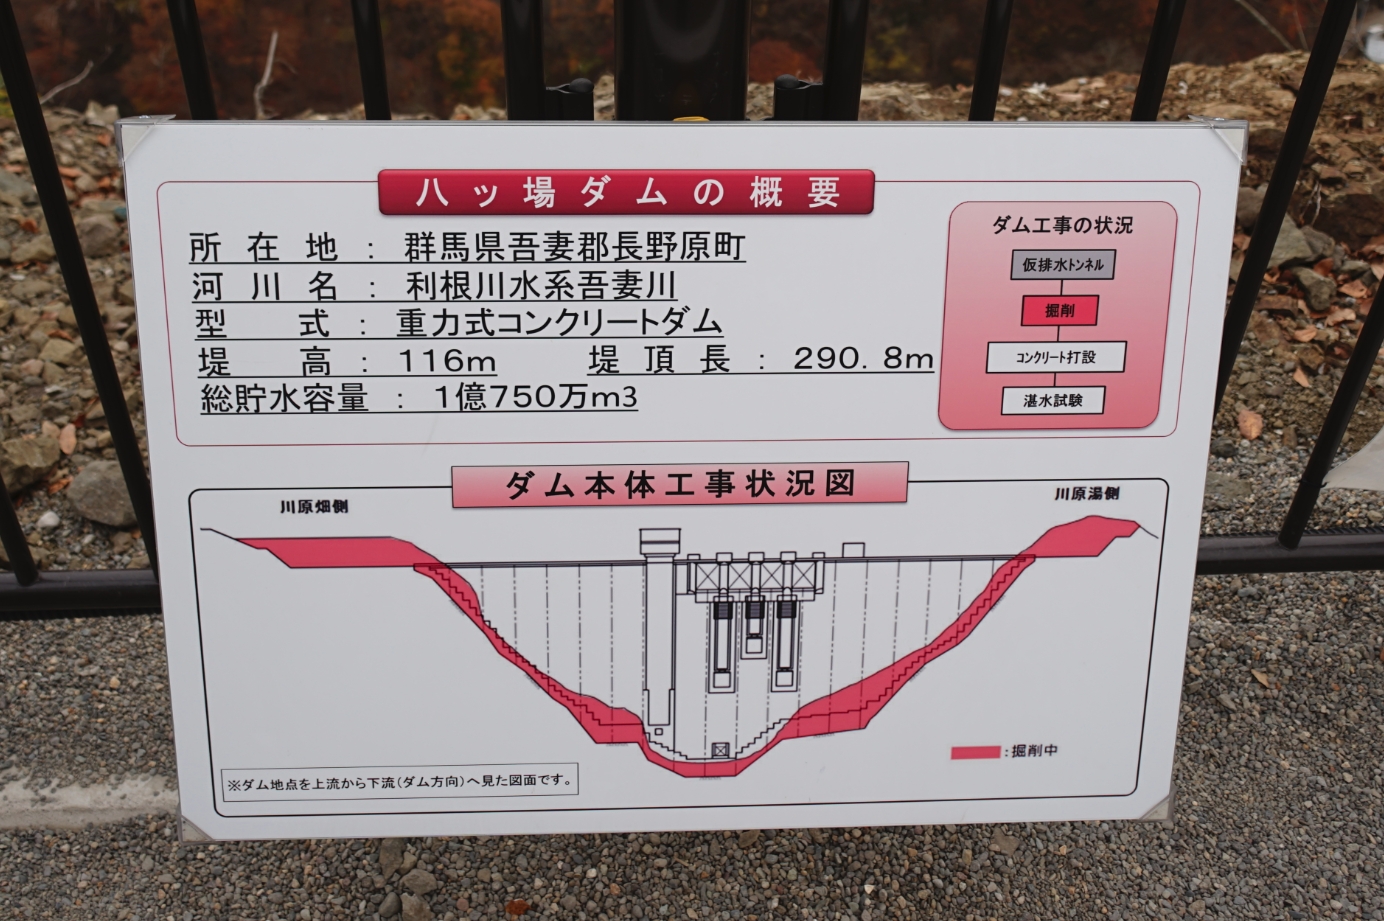 八ッ場ダムの概要
所在地：群馬県吾妻郡長野原町
河川名：利根川水系吾妻川
型式：重力式コンクリートダム
堤高：116m 堤頂長：290.8m
総貯水容量：1億750万m3
ダム工事の状況
仮排水トンネル
掘削
コンクリート打設
湛水試験
ダム本体工事状況図
川原畑側
川原湯側
：掘削中
※ダム地点を上流から下流（ダム方向）へ見た図面です。